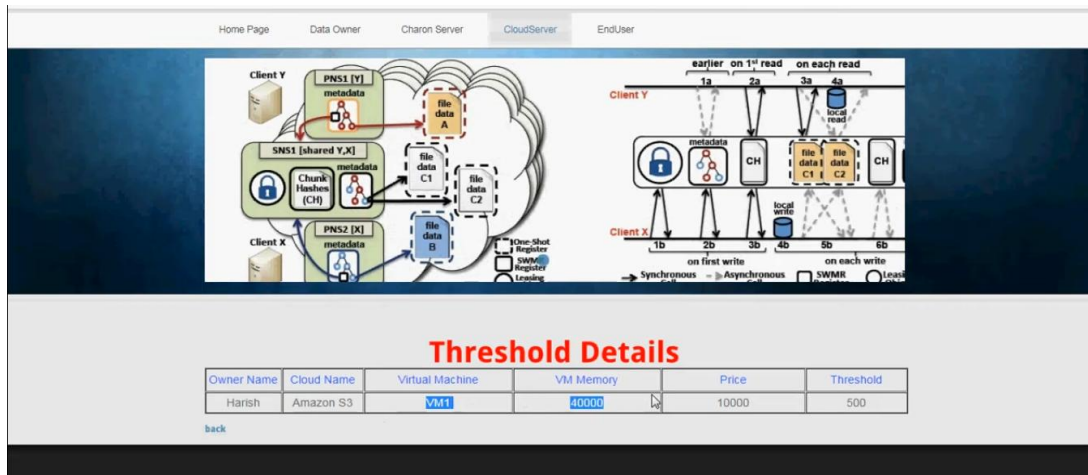 Home Page Data Owner Charon Server CloudServer EndUser
Client Y
PNS1 [Y]
metadata
file
data
A
SNS1 [shared Y,X]
Chunk
Hashes
(CH)
metadata
file
data
C1
file
data
C2
PNS2 [X]
metadata
file
data
B
Client X
One-Shot
Register
SWMR
Register
Leasing
earlier on 1st read on each read
1a 2a 3a 4a
Client Y
local
read
metadata
CH
file
data
C1
file
data
C2
CH
local
write
Client X
1b 2b 3b 4b 5b 6b
on first write on each write
Synchronous Asynchronous SWMR Leasi
Threshold Details
Owner Name Cloud Name Virtual Machine VM Memory Price Threshold
Harish Amazon S3 VM1 40000 10000 500
back